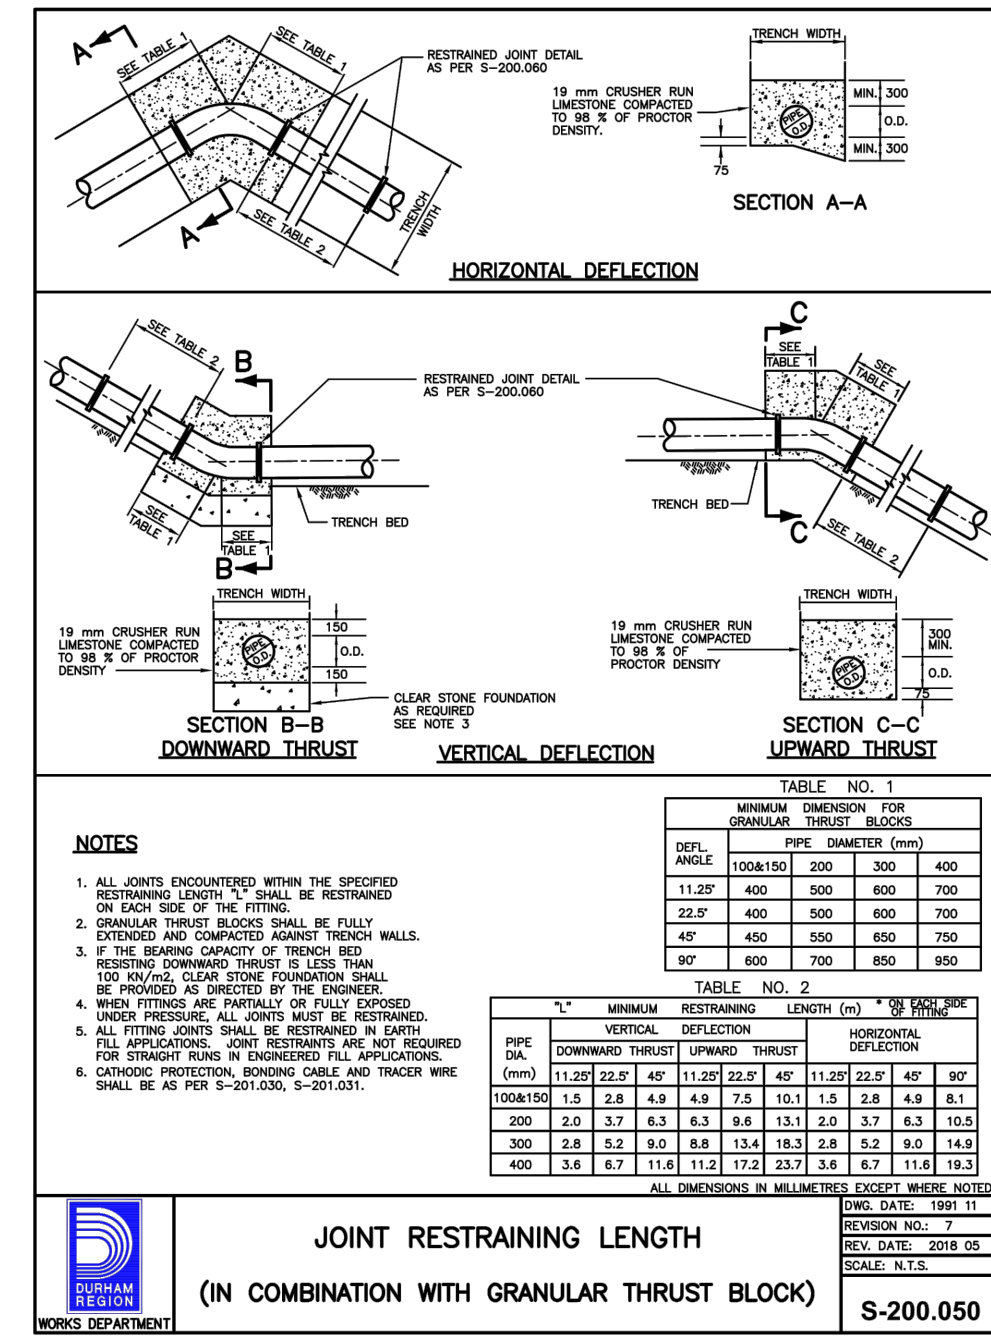 A
SEE TABLE 1
SEE TABLE 1
RESTRAINED JOINT DETAIL
AS PER S-200.060
TRENCH WIDTH
19 mm CRUSHER RUN
LIMESTONE COMPACTED
TO 98 % OF PROCTOR
DENSITY.
PIPE
O.D.
MIN. 300
O.D.
MIN. 300
75
SECTION A-A
A
SEE TABLE 2
TRENCH
WIDTH
HORIZONTAL DEFLECTION
SEE TABLE 2
B
RESTRAINED JOINT DETAIL
AS PER S-200.060
C
SEE
TABLE 1
SEE
TABLE 1
TRENCH BED
SEE
TABLE 1
SEE
TABLE 1
B
TRENCH BED
C
SEE TABLE 2
TRENCH WIDTH
19 mm CRUSHER RUN
LIMESTONE COMPACTED
TO 98 % OF PROCTOR
DENSITY
PIPE
O.D.
150
O.D.
150
CLEAR STONE FOUNDATION
AS REQUIRED
SEE NOTE 3
SECTION B-B
DOWNWARD THRUST
VERTICAL DEFLECTION
TRENCH WIDTH
19 mm CRUSHER RUN
LIMESTONE COMPACTED
TO 98 % OF
PROCTOR DENSITY
PIPE
O.D.
300
MIN.
O.D.
75
SECTION C-C
UPWARD THRUST
NOTES
1. ALL JOINTS ENCOUNTERED WITHIN THE SPECIFIED
RESTRAINING LENGTH "L" SHALL BE RESTRAINED
ON EACH SIDE OF THE FITTING.
2. GRANULAR THRUST BLOCKS SHALL BE FULLY
EXTENDED AND COMPACTED AGAINST TRENCH WALLS.
3. IF THE BEARING CAPACITY OF TRENCH BED
RESISTING DOWNWARD THRUST IS LESS THAN
100 KN/m2, CLEAR STONE FOUNDATION SHALL
BE PROVIDED AS DIRECTED BY THE ENGINEER.
4. WHEN FITTINGS ARE PARTIALLY OR FULLY EXPOSED
UNDER PRESSURE, ALL JOINTS MUST BE RESTRAINED.
5. ALL FITTING JOINTS SHALL BE RESTRAINED IN EARTH
FILL APPLICATIONS. JOINT RESTRAINTS ARE NOT REQUIRED
FOR STRAIGHT RUNS IN ENGINEERED FILL APPLICATIONS.
6. CATHODIC PROTECTION, BONDING CABLE AND TRACER WIRE
SHALL BE AS PER S-201.030, S-201.031.
TABLE NO. 1
MINIMUM DIMENSION FOR
GRANULAR THRUST BLOCKS
DEFL.
ANGLE
PIPE DIAMETER (mm)
100&150 200 300 400
11.25° 400 500 600 700
22.5° 400 500 600 700
45° 450 550 650 750
90° 600 700 850 950
TABLE NO. 2
"L" MINIMUM RESTRAINING LENGTH (m) * ON EACH SIDE
OF FITTING
PIPE
DIA.
(mm)
VERTICAL DEFLECTION
HORIZONTAL
DEFLECTION
DOWNWARD THRUST UPWARD THRUST
11.25° 22.5° 45° 11.25° 22.5° 45° 11.25° 22.5° 45° 90°
100&150 1.5 2.8 4.9 4.9 7.5 10.1 1.5 2.8 4.9 8.1
200 2.0 3.7 6.3 6.3 9.6 13.1 2.0 3.7 6.3 10.5
300 2.8 5.2 9.0 8.8 13.4 18.3 2.8 5.2 9.0 14.9
400 3.6 6.7 11.6 11.2 17.2 23.7 3.6 6.7 11.6 19.3
ALL DIMENSIONS IN MILLIMETRES EXCEPT WHERE NOTED
DURHAM
REGION
WORKS DEPARTMENT
JOINT RESTRAINING LENGTH
(IN COMBINATION WITH GRANULAR THRUST BLOCK)
DWG. DATE: 1991 11
REVISION NO.: 7
REV. DATE: 2018 05
SCALE: N.T.S.
S-200.050